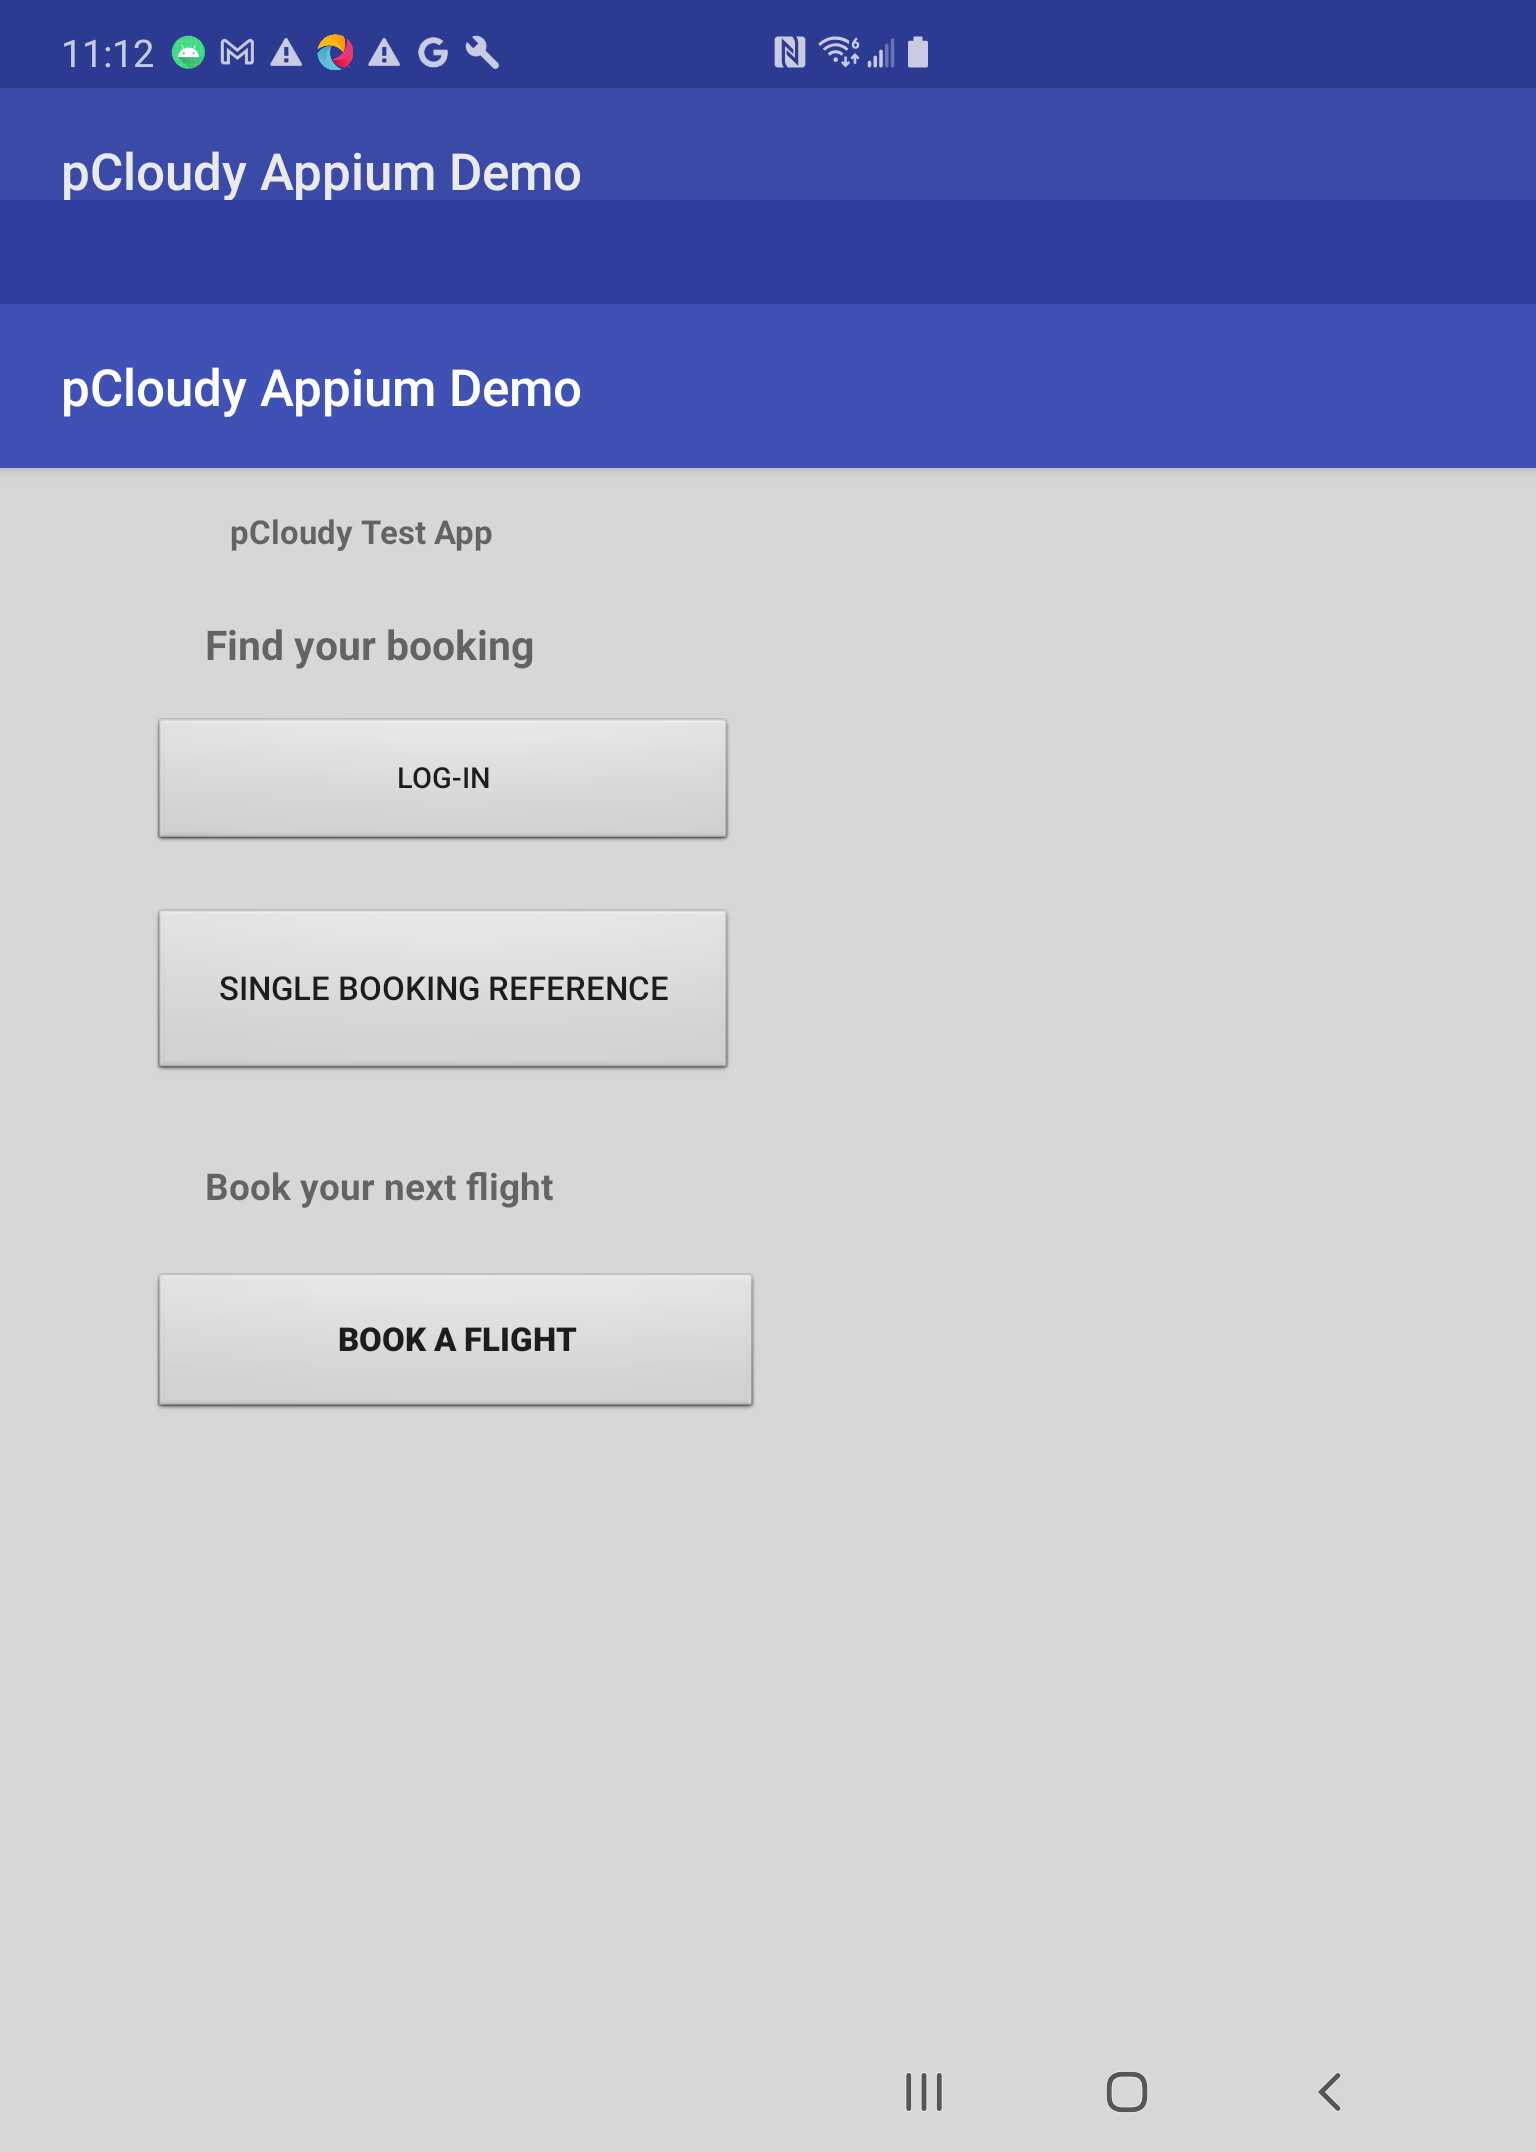 11:12
pCloudy Appium Demo
pCloudy Appium Demo
pCloudy Test App
Find your booking
LOG-IN
SINGLE BOOKING REFERENCE
Book your next flight
BOOK A FLIGHT